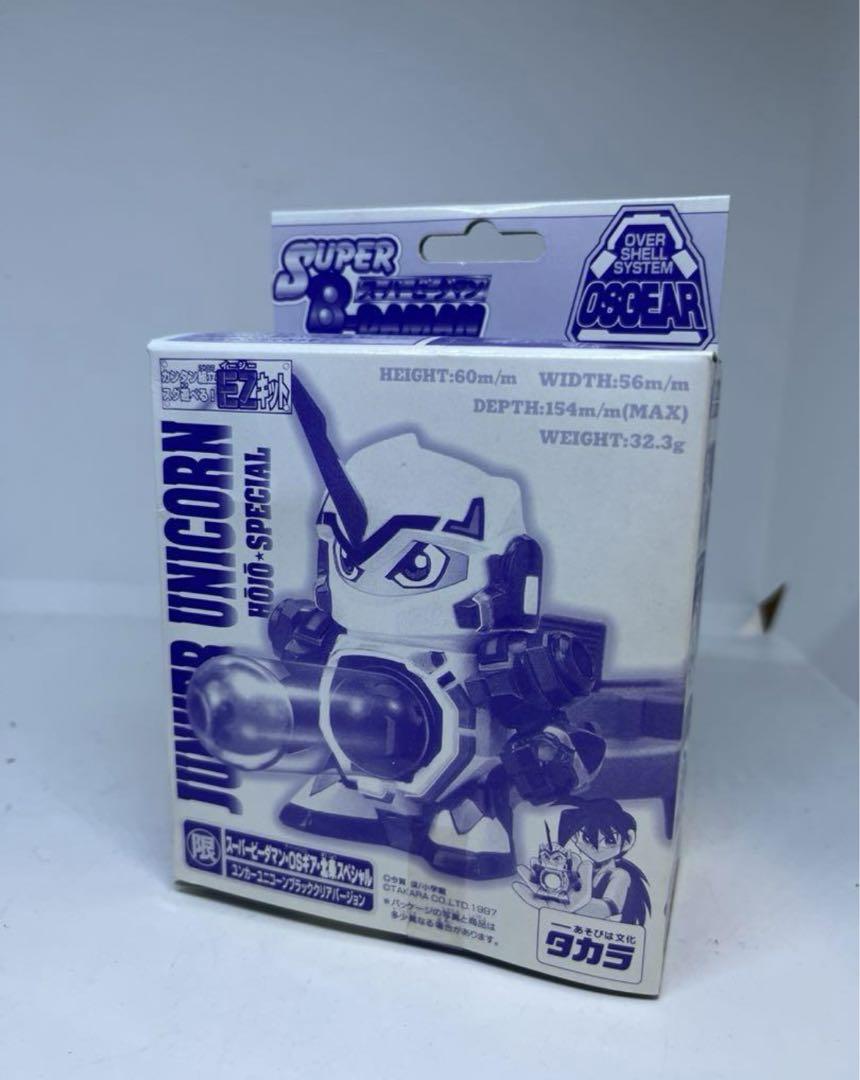 SUPER
スーパービーダマン
B-DAMAN
OVER
SHELL
SYSTEM
OSGEAR
カンタン組立
スグ遊べる!
イージー
EZキット
HEIGHT:60m/m WIDTH:56m/m
DEPTH:154m/m(MAX)
WEIGHT:32.3g
JUNKER UNICORN
HŌJŌ★SPECIAL
限
スーパービーダマン・OSギア・北条スペシャル
ユンカーユニコーンブラッククリアバージョン
©今賀 俊/小学館
©TAKARA CO.,LTD.1997
＊パッケージの写真と商品は
多少異なる場合があります。
あそびは文化
タカラ